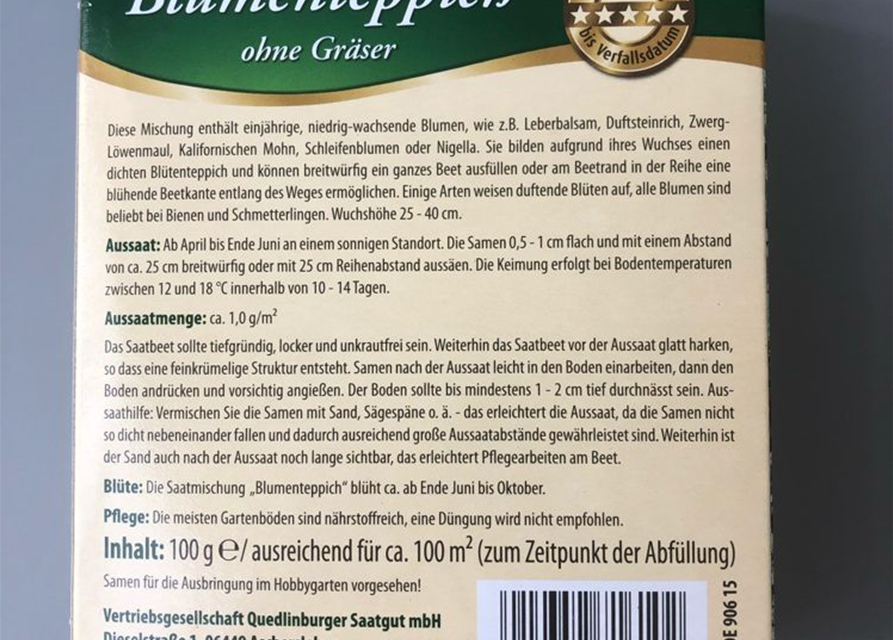 Blumenteppich
ohne Gräser
bis Verfallsdatum
Diese Mischung enthält einjährige, niedrig-wachsende Blumen, wie z.B. Leberbalsam, Duftsteinrich, Zwerg-
Löwenmaul, Kalifornischen Mohn, Schleifenblumen oder Nigella. Sie bilden aufgrund ihres Wuchses einen
dichten Blütenteppich und können breitwürfig ein ganzes Beet ausfüllen oder am Beetrand in der Reihe eine
blühende Beetkante entlang des Weges ermöglichen. Einige Arten weisen duftende Blüten auf, alle Blumen sind
beliebt bei Bienen und Schmetterlingen. Wuchshöhe 25 - 40 cm.
Aussaat: Ab April bis Ende Juni an einem sonnigen Standort. Die Samen 0,5 - 1 cm flach und mit einem Abstand
von ca. 25 cm breitwürfig oder mit 25 cm Reihenabstand aussäen. Die Keimung erfolgt bei Bodentemperaturen
zwischen 12 und 18 °C innerhalb von 10 - 14 Tagen.
Aussaatmenge: ca. 1,0 g/m²
Das Saatbeet sollte tiefgründig, locker und unkrautfrei sein. Weiterhin das Saatbeet vor der Aussaat glatt harken,
so dass eine feinkrümelige Struktur entsteht. Samen nach der Aussaat leicht in den Boden einarbeiten, dann den
Boden andrücken und vorsichtig angießen. Der Boden sollte bis mindestens 1 - 2 cm tief durchnässt sein. Aus-
saathilfe: Vermischen Sie die Samen mit Sand, Sägespäne o. ä. - das erleichtert die Aussaat, da die Samen nicht
so dicht nebeneinander fallen und dadurch ausreichend große Aussaatabstände gewährleistet sind. Weiterhin ist
der Sand auch nach der Aussaat noch lange sichtbar, das erleichtert Pflegearbeiten am Beet.
Blüte: Die Saatmischung „Blumenteppich“ blüht ca. ab Ende Juni bis Oktober.
Pflege: Die meisten Gartenböden sind nährstoffreich, eine Düngung wird nicht empfohlen.
Inhalt: 100 g ℮/ ausreichend für ca. 100 m² (zum Zeitpunkt der Abfüllung)
Samen für die Ausbringung im Hobbygarten vorgesehen!
Vertriebsgesellschaft Quedlinburger Saatgut mbH
DE 906 15